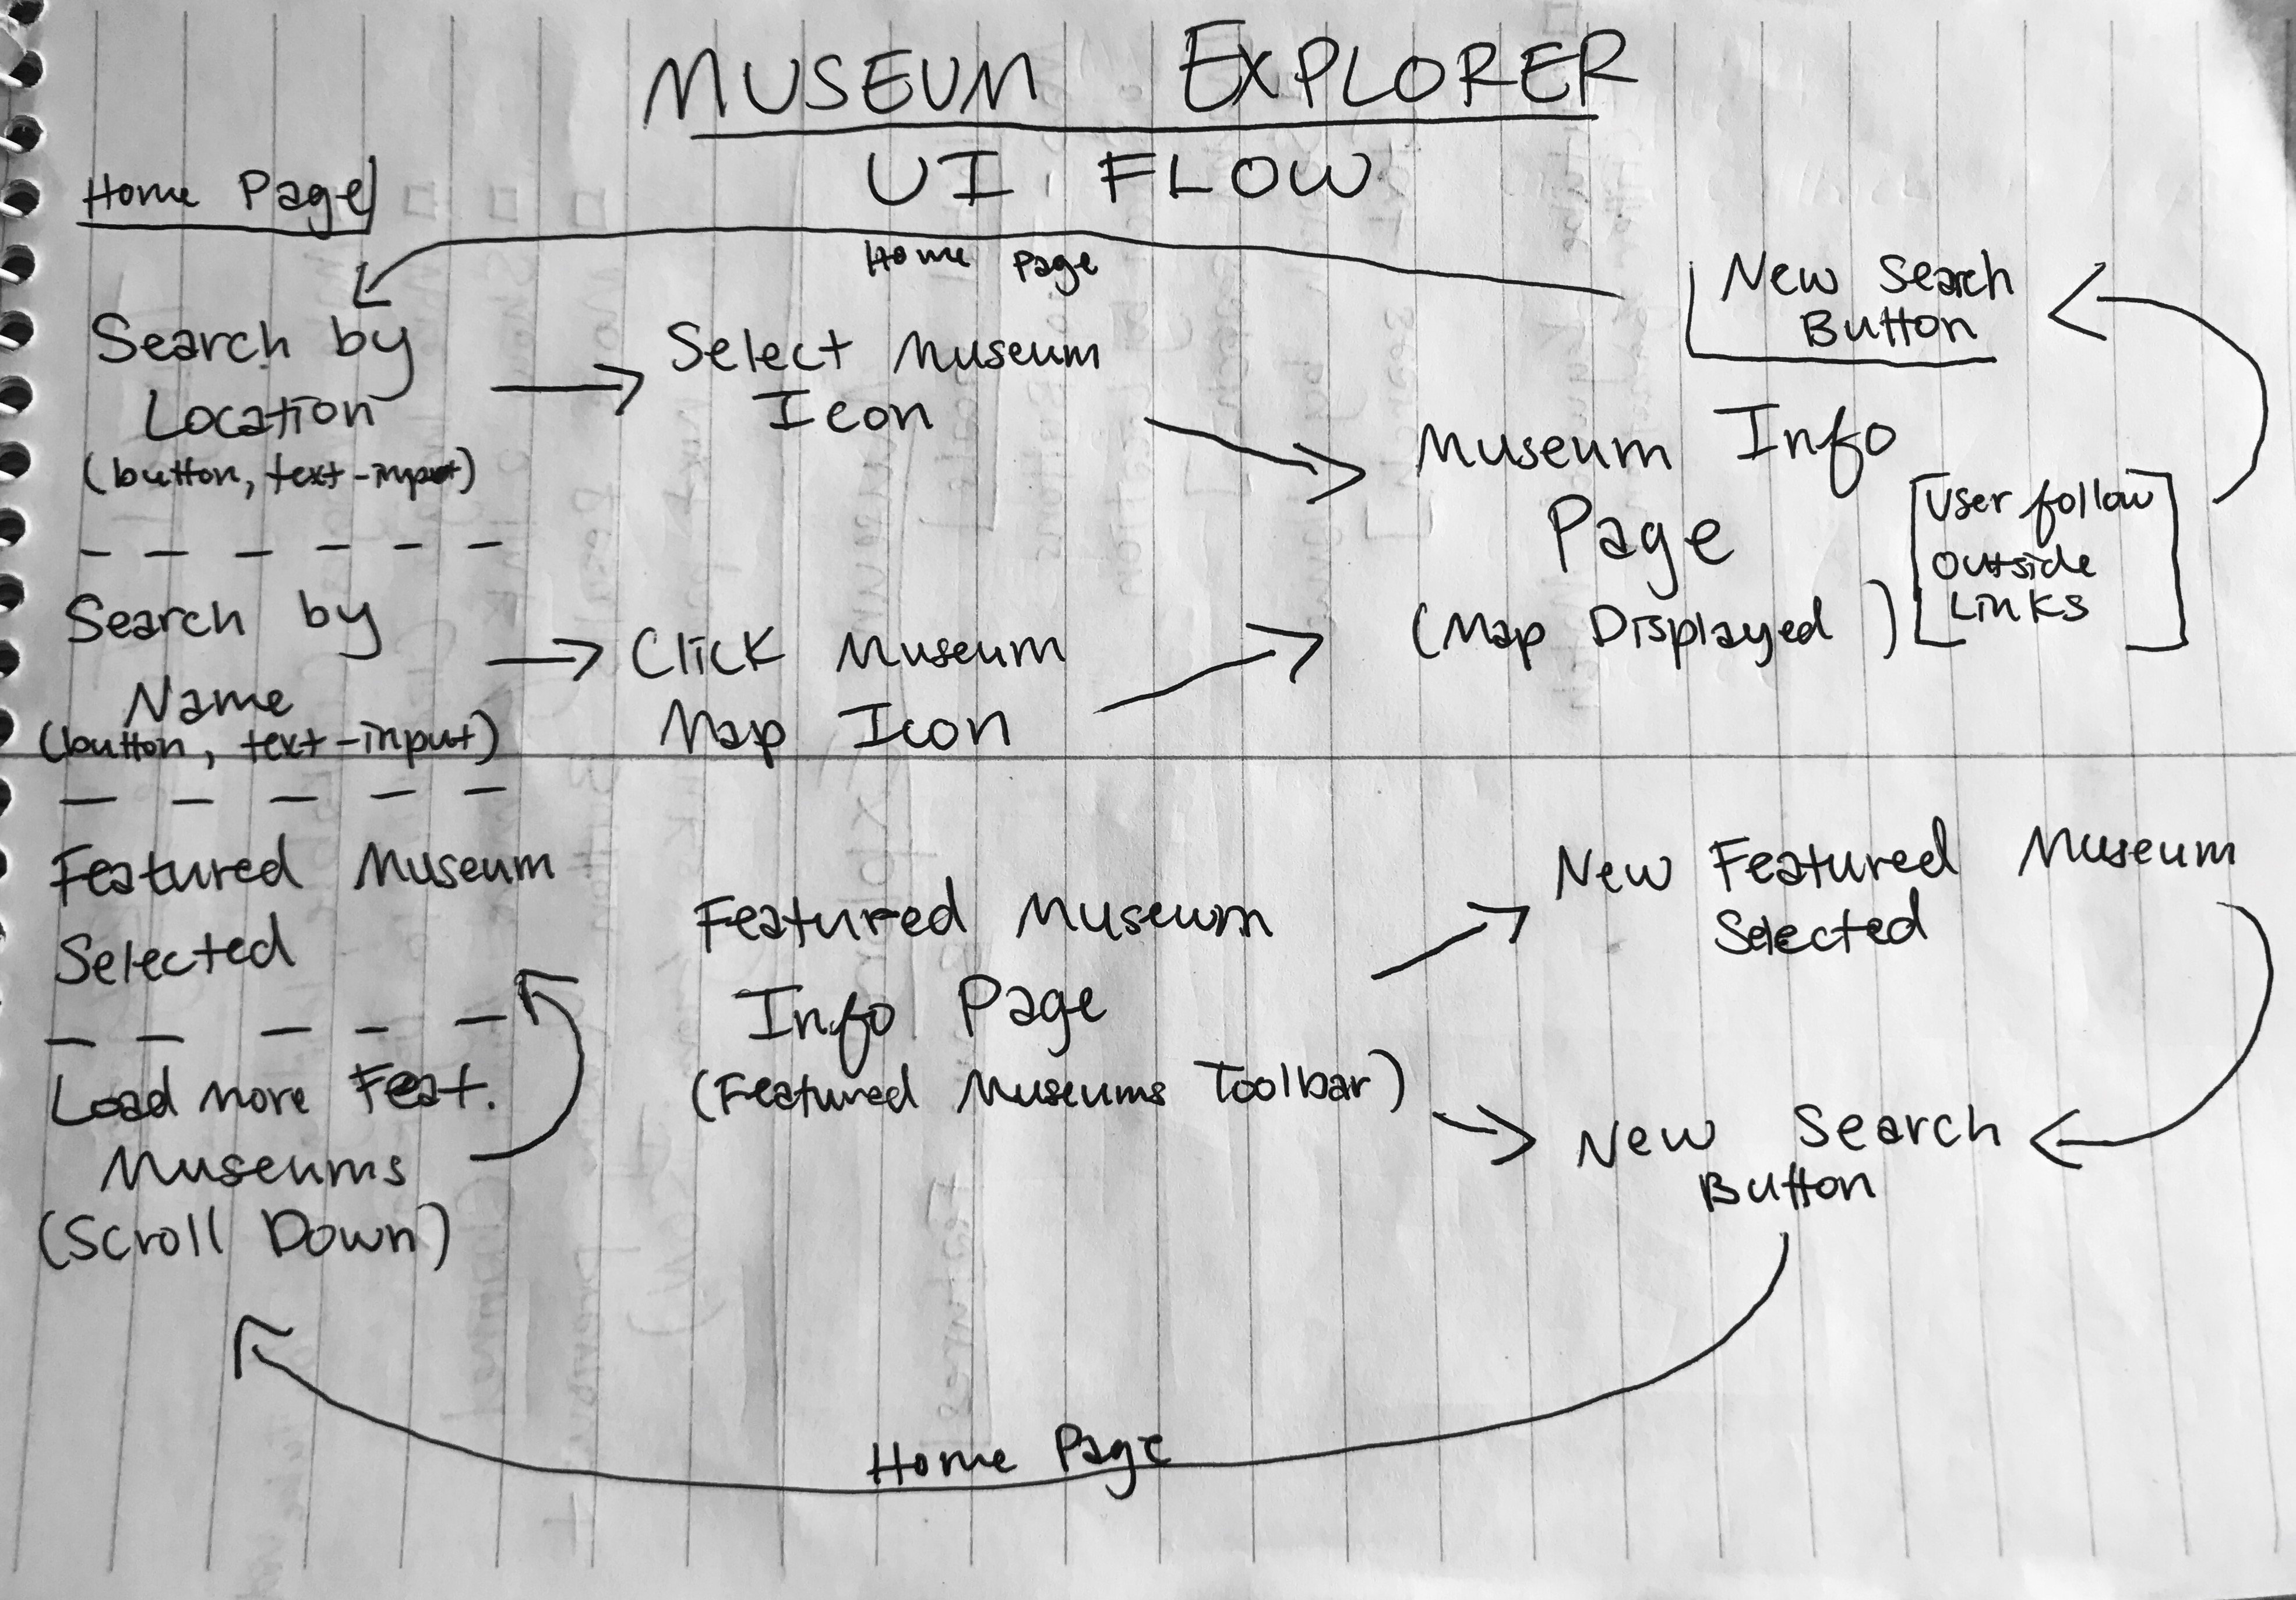 MUSEUM EXPLORER
UI FLOW
Home Page
Home Page
Search by
Location
(button, text-input)
Select Museum
Icon
New Search
Button
Museum Info
Page
(Map Displayed)
User follow
outside
Links
Search by
Name
(button, text-input)
Click Museum
Map Icon
Featured Museum
Selected
Load more Feat.
Museums
(Scroll Down)
Featured Museum
Info Page
(Featured Museums Toolbar)
New Featured Museum
Selected
New Search
Button
Home Page